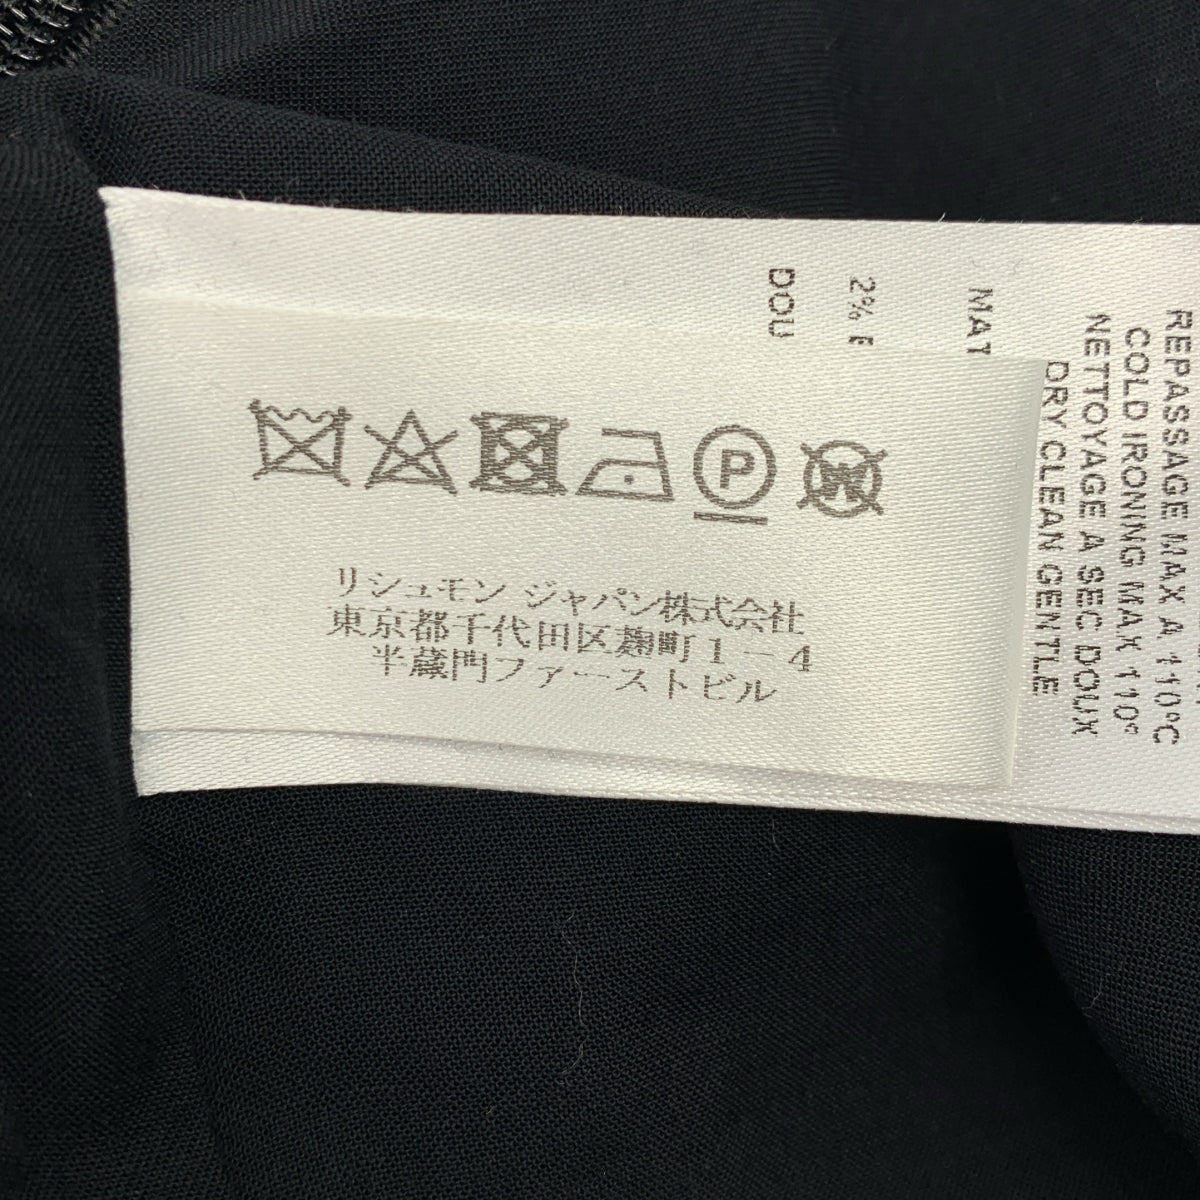 リシュモン ジャパン株式会社
東京都千代田区麹町1-4
半蔵門ファーストビル
P
W
REPASSAGE MAX A 110°C
COLD IRONING MAX 110°
NETTOYAGE A SEC DOUX
DRY CLEAN GENTLE
MAT
2%
DOU